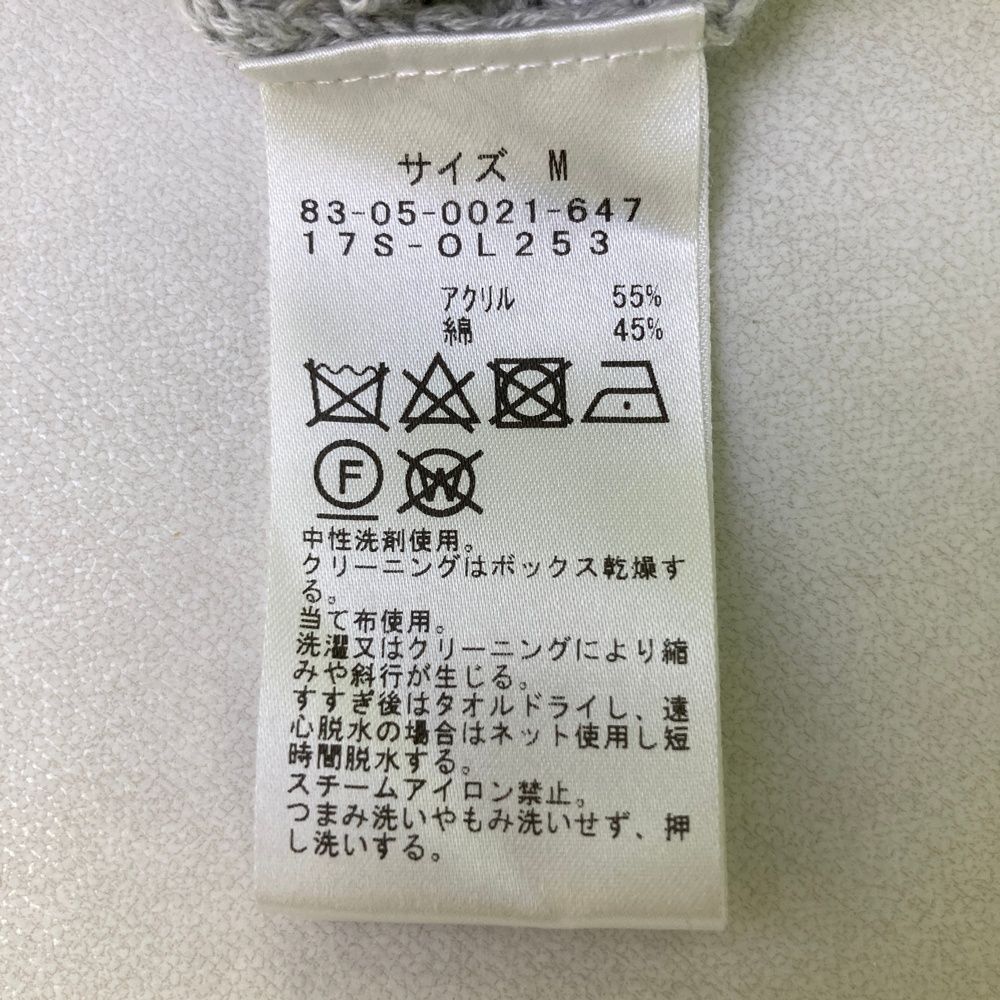 サイズ M
83-05-0021-647
17S-OL253
アクリル 55%
綿 45%
F W
中性洗剤使用。
クリーニングはボックス乾燥す
る。
当て布使用。
洗濯又はクリーニングにより縮
みや斜行が生じる。
すすぎ後はタオルドライし、遠
心脱水の場合はネット使用し短
時間脱水する。
スチームアイロン禁止。
つまみ洗いやもみ洗いせず、押
し洗いする。